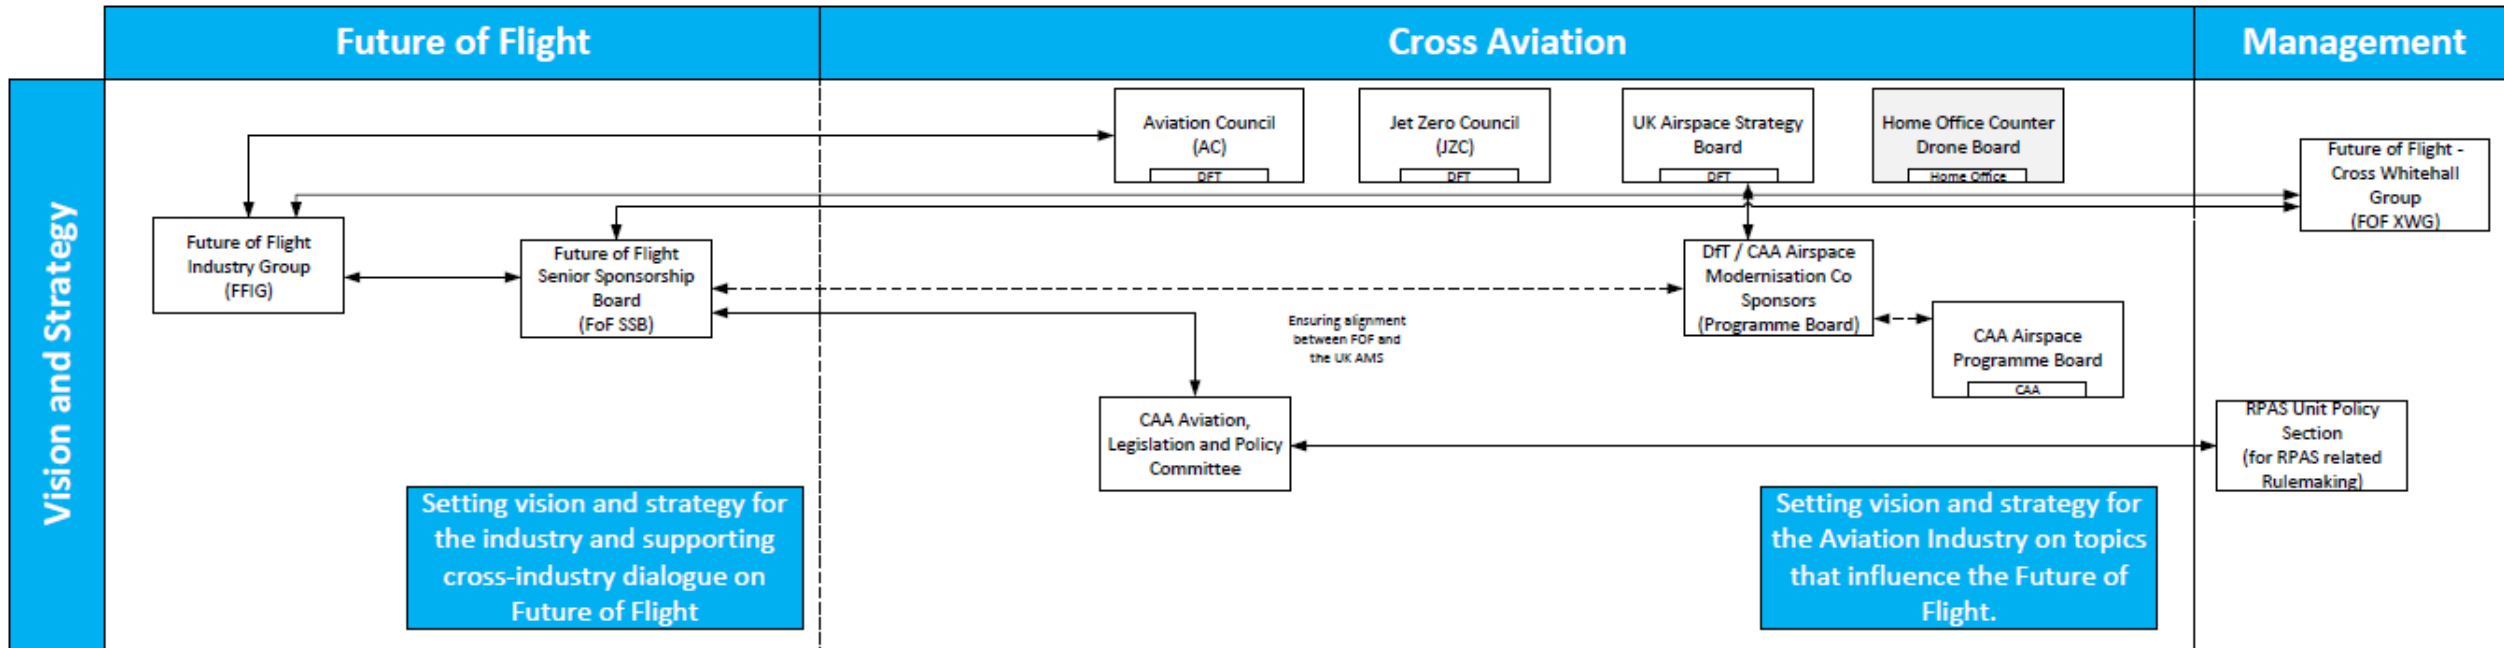 Future of Flight
Cross Aviation
Management
Vision and Strategy
Aviation Council
(AC)
DFT
Jet Zero Council
(JZC)
DFT
UK Airspace Strategy
Board
DFT
Home Office Counter
Drone Board
Home Office
Future of Flight -
Cross Whitehall
Group
(FOF XWG)
Future of Flight
Industry Group
(FFIG)
Future of Flight
Senior Sponsorship
Board
(FoF SSB)
DfT / CAA Airspace
Modernisation Co
Sponsors
(Programme Board)
Ensuring alignment
between FOF and
the UK AMS
CAA Airspace
Programme Board
CAA
CAA Aviation,
Legislation and Policy
Committee
RPAS Unit Policy
Section
(for RPAS related
Rulemaking)
Setting vision and strategy for
the industry and supporting
cross-industry dialogue on
Future of Flight
Setting vision and strategy for
the Aviation Industry on topics
that influence the Future of
Flight.